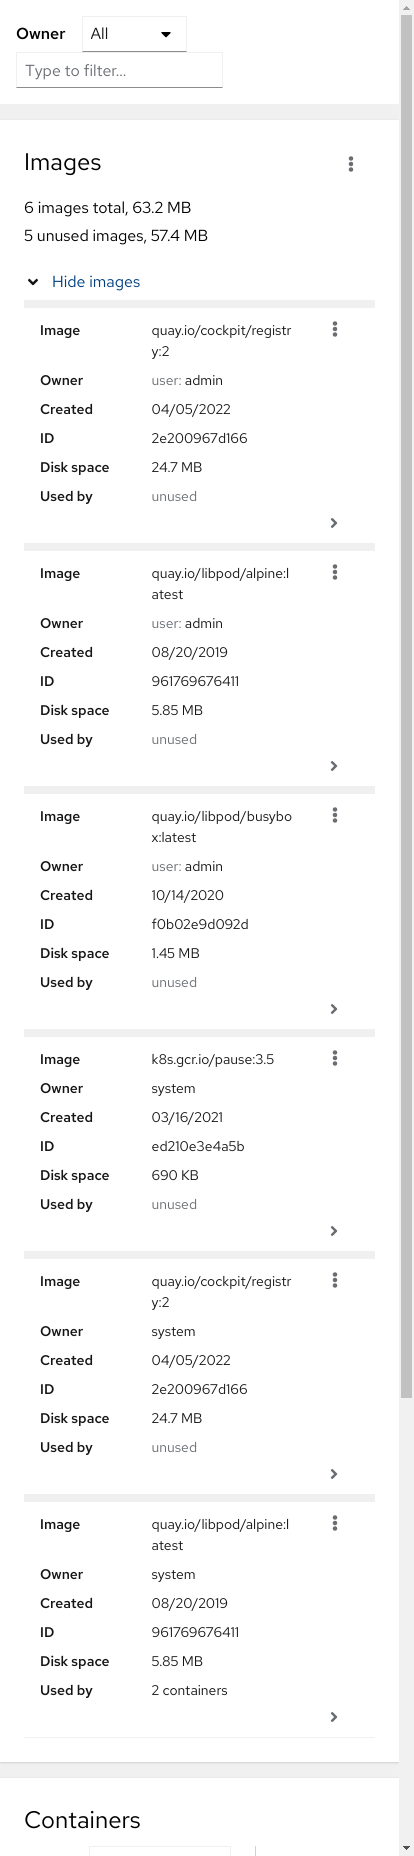 Owner All
Type to filter...
Images
6 images total, 63.2 MB
5 unused images, 57.4 MB
Hide images
Image quay.io/cockpit/registr
y:2
Owner user: admin
Created 04/05/2022
ID 2e200967d166
Disk space 24.7 MB
Used by unused
Image quay.io/libpod/alpine:l
atest
Owner user: admin
Created 08/20/2019
ID 961769676411
Disk space 5.85 MB
Used by unused
Image quay.io/libpod/busybo
x:latest
Owner user: admin
Created 10/14/2020
ID f0b02e9d092d
Disk space 1.45 MB
Used by unused
Image k8s.gcr.io/pause:3.5
Owner system
Created 03/16/2021
ID ed210e3e4a5b
Disk space 690 KB
Used by unused
Image quay.io/cockpit/registr
y:2
Owner system
Created 04/05/2022
ID 2e200967d166
Disk space 24.7 MB
Used by unused
Image quay.io/libpod/alpine:l
atest
Owner system
Created 08/20/2019
ID 961769676411
Disk space 5.85 MB
Used by 2 containers
Containers